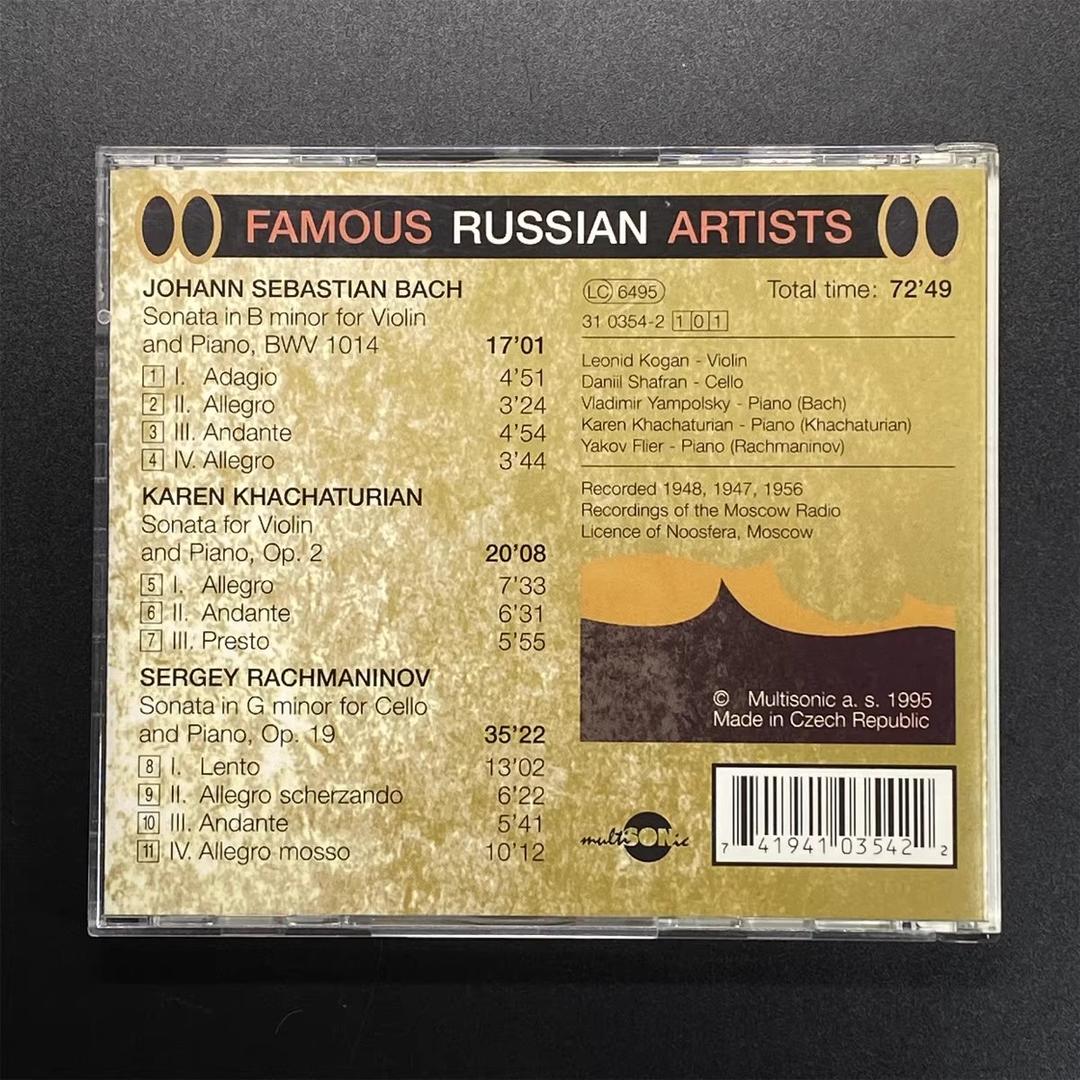 FAMOUS RUSSIAN ARTISTS
JOHANN SEBASTIAN BACH
Sonata in B minor for Violin
and Piano, BWV 1014 17'01
1 I. Adagio 4'51
2 II. Allegro 3'24
3 III. Andante 4'54
4 IV. Allegro 3'44
KAREN KHACHATURIAN
Sonata for Violin
and Piano, Op. 2 20'08
5 I. Allegro 7'33
6 II. Andante 6'31
7 III. Presto 5'55
SERGEY RACHMANINOV
Sonata in G minor for Cello
and Piano, Op. 19 35'22
8 I. Lento 13'02
9 II. Allegro scherzando 6'22
10 III. Andante 5'41
11 IV. Allegro mosso 10'12
LC 6495 Total time: 72'49
31 0354-2 1 0 1
Leonid Kogan - Violin
Daniil Shafran - Cello
Vladimir Yampolsky - Piano (Bach)
Karen Khachaturian - Piano (Khachaturian)
Yakov Flier - Piano (Rachmaninov)
Recorded 1948, 1947, 1956
Recordings of the Moscow Radio
Licence of Noosfera, Moscow
© Multisonic a. s. 1995
Made in Czech Republic
multiSONic
7 41941 03542 2